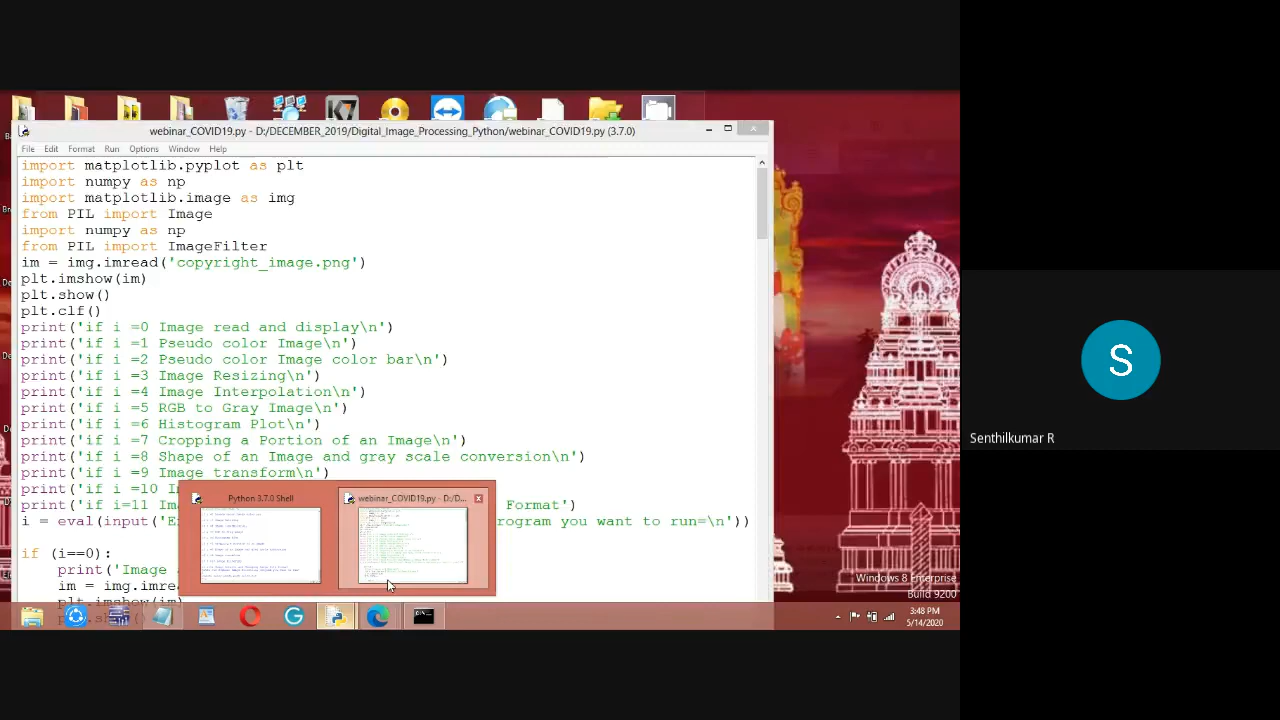 webinar_COVID19.py - D:/DECEMBER_2019/Digital_Image_Processing_Python/webinar_COVID19.py (3.7.0)
File Edit Format Run Options Window Help
import matplotlib.pyplot as plt
import numpy as np
import matplotlib.image as img
from PIL import Image
import numpy as np
from PIL import ImageFilter
im = img.imread('copyright_image.png')
plt.imshow(im)
plt.show()
plt.clf()
print('if i =0 Image read and display\n')
print('if i =1 Pseudo color Image\n')
print('if i =2 Pseudo color Image color bar\n')
print('if i =3 Image Resizing\n')
print('if i =4 Image Interpolation\n')
print('if i =5 RGB to Gray Image\n')
print('if i =6 Histogram Plot\n')
print('if i =7 Cropping a Portion of an Image\n')
print('if i =8 Shape of an Image and gray scale conversion\n')
print('if i =9 Image transform\n')
print('if i =10
print('if i=11 Format')
i = eval(input(' rogram you want to run=\n'))
if (i==0):
print('Image
im = img.imrea
plt.imshow(im)
Python 3.7.0 Shell
webinar_COVID19.py - D:/D...
K7
Windows 8 Enterprise
Build 9200
3:48 PM
5/14/2020
S
Senthilkumar R